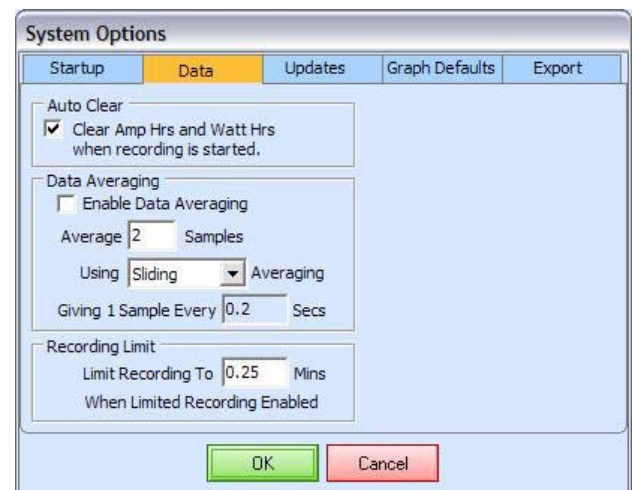 System Options
Startup Data Updates Graph Defaults Export
Auto Clear
Clear Amp Hrs and Watt Hrs
when recording is started.
Data Averaging
Enable Data Averaging
Average 2 Samples
Using Sliding Averaging
Giving 1 Sample Every 0.2 Secs
Recording Limit
Limit Recording To 0.25 Mins
When Limited Recording Enabled
OK Cancel